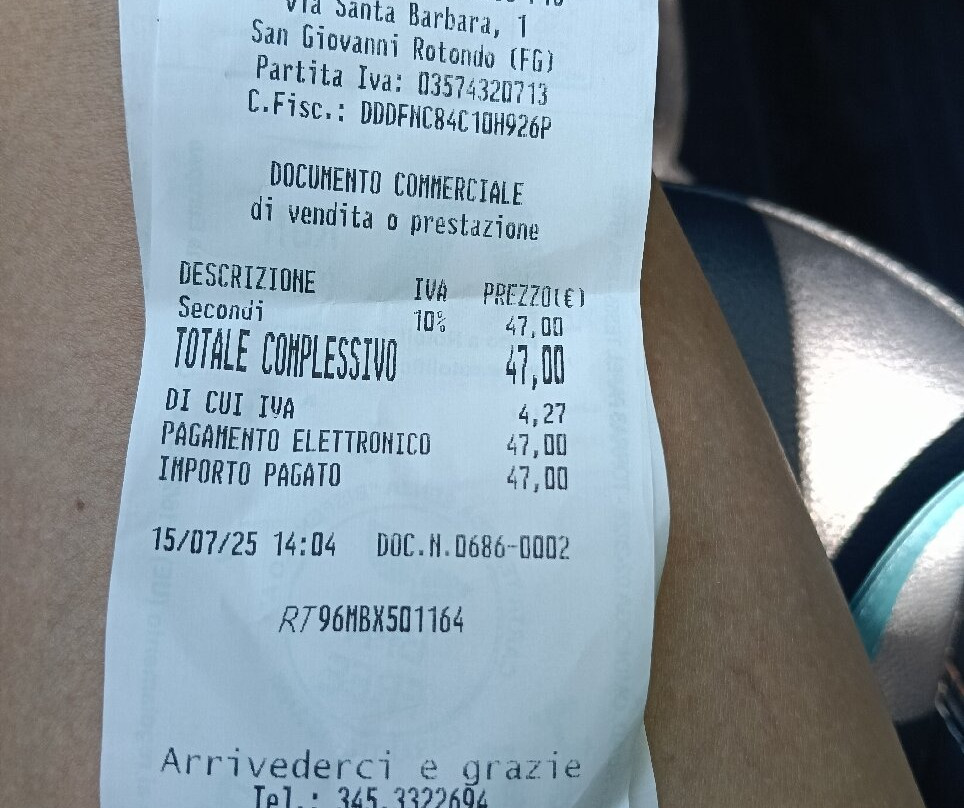 Via Santa Barbara, 1
San Giovanni Rotondo (FG)
Partita Iva: 03574320713
C.Fisc.: DDDFNC84C10H926P
DOCUMENTO COMMERCIALE
di vendita o prestazione
DESCRIZIONE IVA PREZZO(€)
Secondi 10% 47,00
TOTALE COMPLESSIVO 47,00
DI CUI IVA 4,27
PAGAMENTO ELETTRONICO 47,00
IMPORTO PAGATO 47,00
15/07/25 14:04 DOC.N.0686-0002
RT 96MBX501164
Arrivederci e grazie
Tel.: 345.3322694